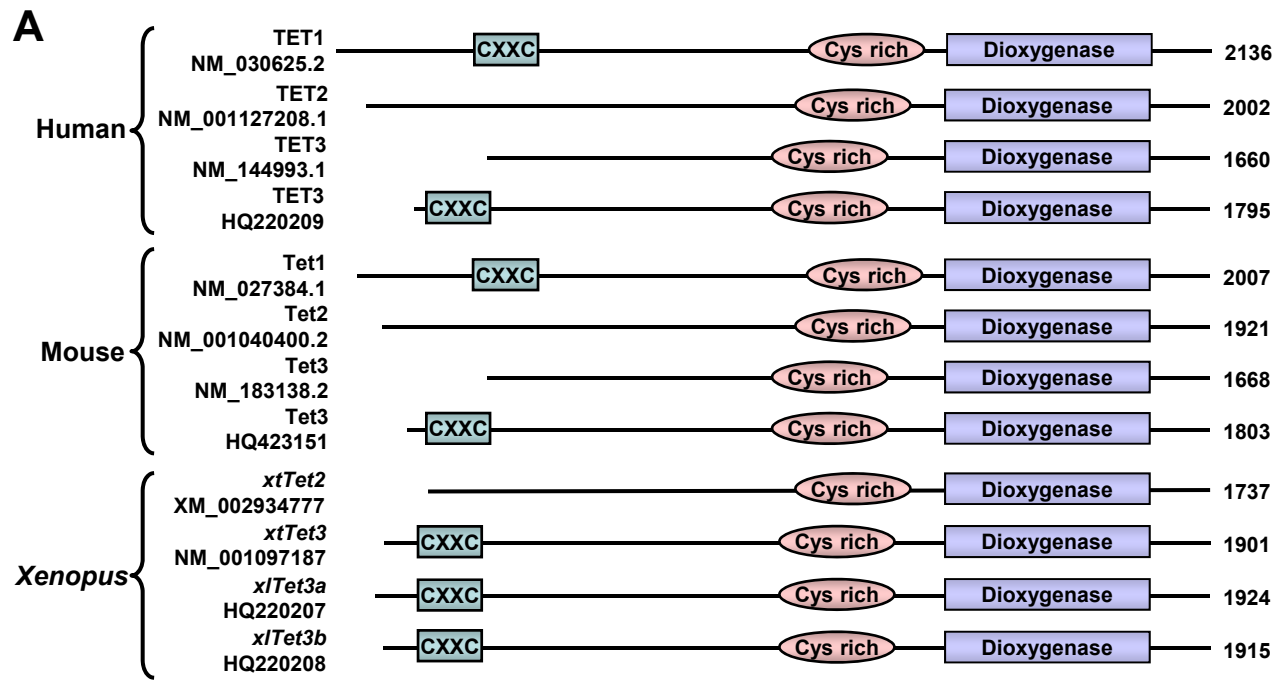 A
TET1
NM_030625.2
CXXC
Cys rich
Dioxygenase
2136
TET2
NM_001127208.1
Cys rich
Dioxygenase
2002
Human
TET3
NM_144993.1
Cys rich
Dioxygenase
1660
TET3
HQ220209
CXXC
Cys rich
Dioxygenase
1795
Tet1
NM_027384.1
CXXC
Cys rich
Dioxygenase
2007
Tet2
NM_001040400.2
Cys rich
Dioxygenase
1921
Mouse
Tet3
NM_183138.2
Cys rich
Dioxygenase
1668
Tet3
HQ423151
CXXC
Cys rich
Dioxygenase
1803
xtTet2
XM_002934777
Cys rich
Dioxygenase
1737
xtTet3
NM_001097187
CXXC
Cys rich
Dioxygenase
1901
Xenopus
xlTet3a
HQ220207
CXXC
Cys rich
Dioxygenase
1924
xlTet3b
HQ220208
CXXC
Cys rich
Dioxygenase
1915